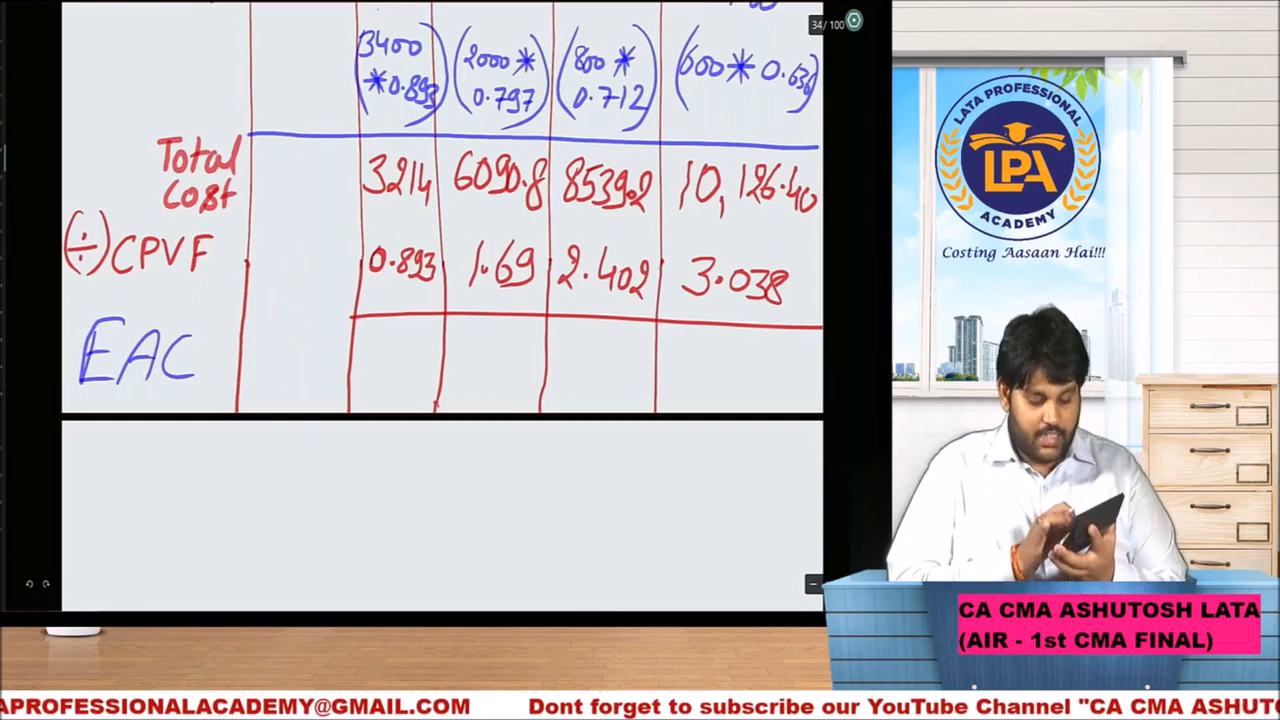 34/100
(3400 *0.893) (2000 * 0.797) (800 * 0.712) (600 * 0.636)
Total cost 3214 6090.8 8539.2 10,126.40
(÷) CPVF 0.893 1.69 2.402 3.038
EAC
LATA PROFESSIONAL
LPA
ACADEMY
Costing Aasaan Hai!!!
CA CMA ASHUTOSH LATA
(AIR - 1st CMA FINAL)
APROFESSIONALACADEMY@GMAIL.COM Dont forget to subscribe our YouTube Channel "CA CMA ASHUTO